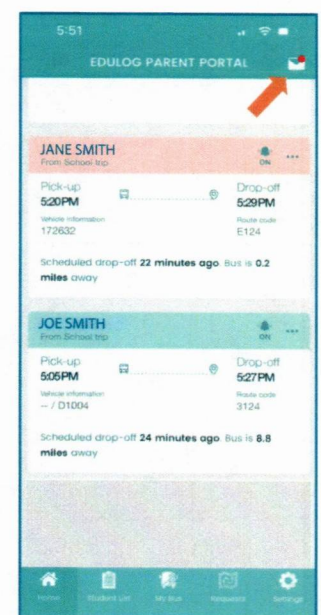 5:51
EDULOG PARENT PORTAL
JANE SMITH
From School trip
ON
Pick-up
Drop-off
5:20PM
5:29PM
Vehicle information
Route code
172632
E124
Scheduled drop-off 22 minutes ago. Bus is 0.2
miles away
JOE SMITH
From School trip
ON
Pick-up
Drop-off
5:05PM
5:27PM
Vehicle information
Route code
-- / D1004
3124
Scheduled drop-off 24 minutes ago. Bus is 8.8
miles away
Home Student List My Bus Requests Settings